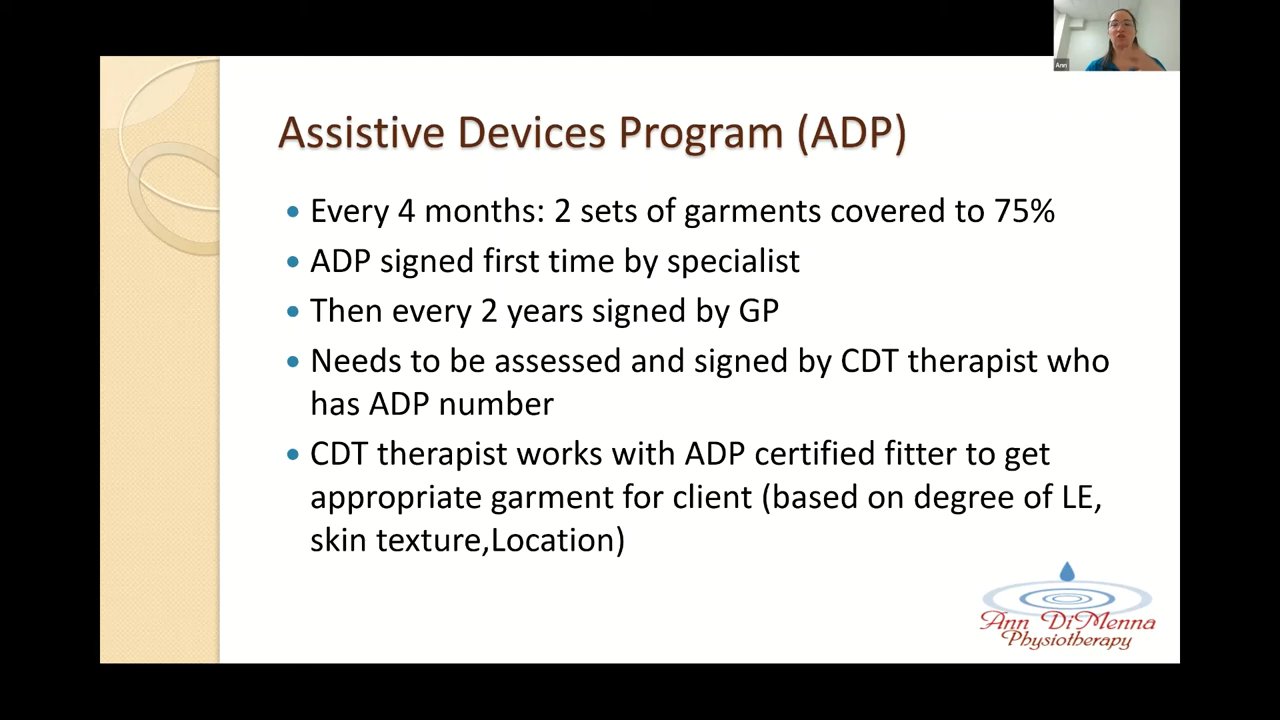 Ann
Assistive Devices Program (ADP)
• Every 4 months: 2 sets of garments covered to 75%
• ADP signed first time by specialist
• Then every 2 years signed by GP
• Needs to be assessed and signed by CDT therapist who
has ADP number
• CDT therapist works with ADP certified fitter to get
appropriate garment for client (based on degree of LE,
skin texture,Location)
Ann DiMenna
Physiotherapy